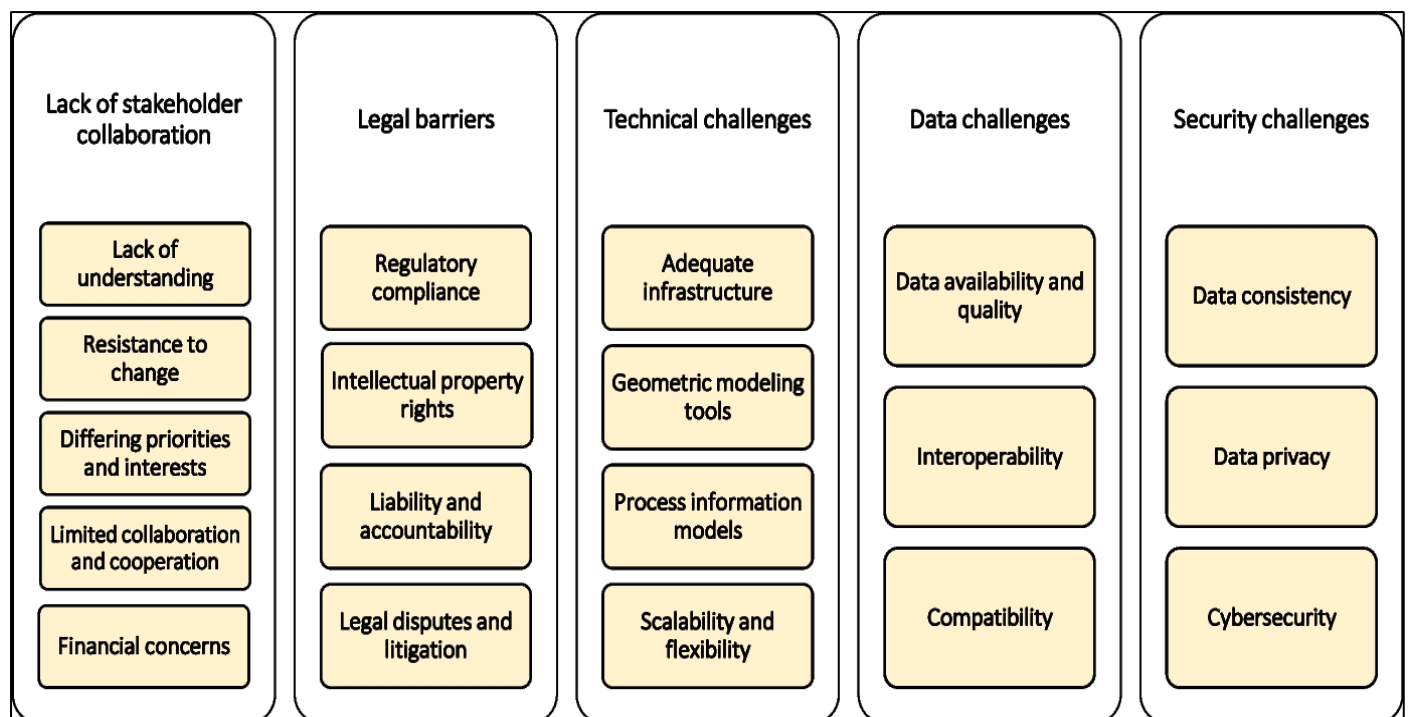 Lack of stakeholder
collaboration
Lack of
understanding
Resistance to
change
Differing priorities
and interests
Limited collaboration
and cooperation
Financial concerns
Legal barriers
Regulatory
compliance
Intellectual property
rights
Liability and
accountability
Legal disputes and
litigation
Technical challenges
Adequate
infrastructure
Geometric modeling
tools
Process information
models
Scalability and
flexibility
Data challenges
Data availability and
quality
Interoperability
Compatibility
Security challenges
Data consistency
Data privacy
Cybersecurity